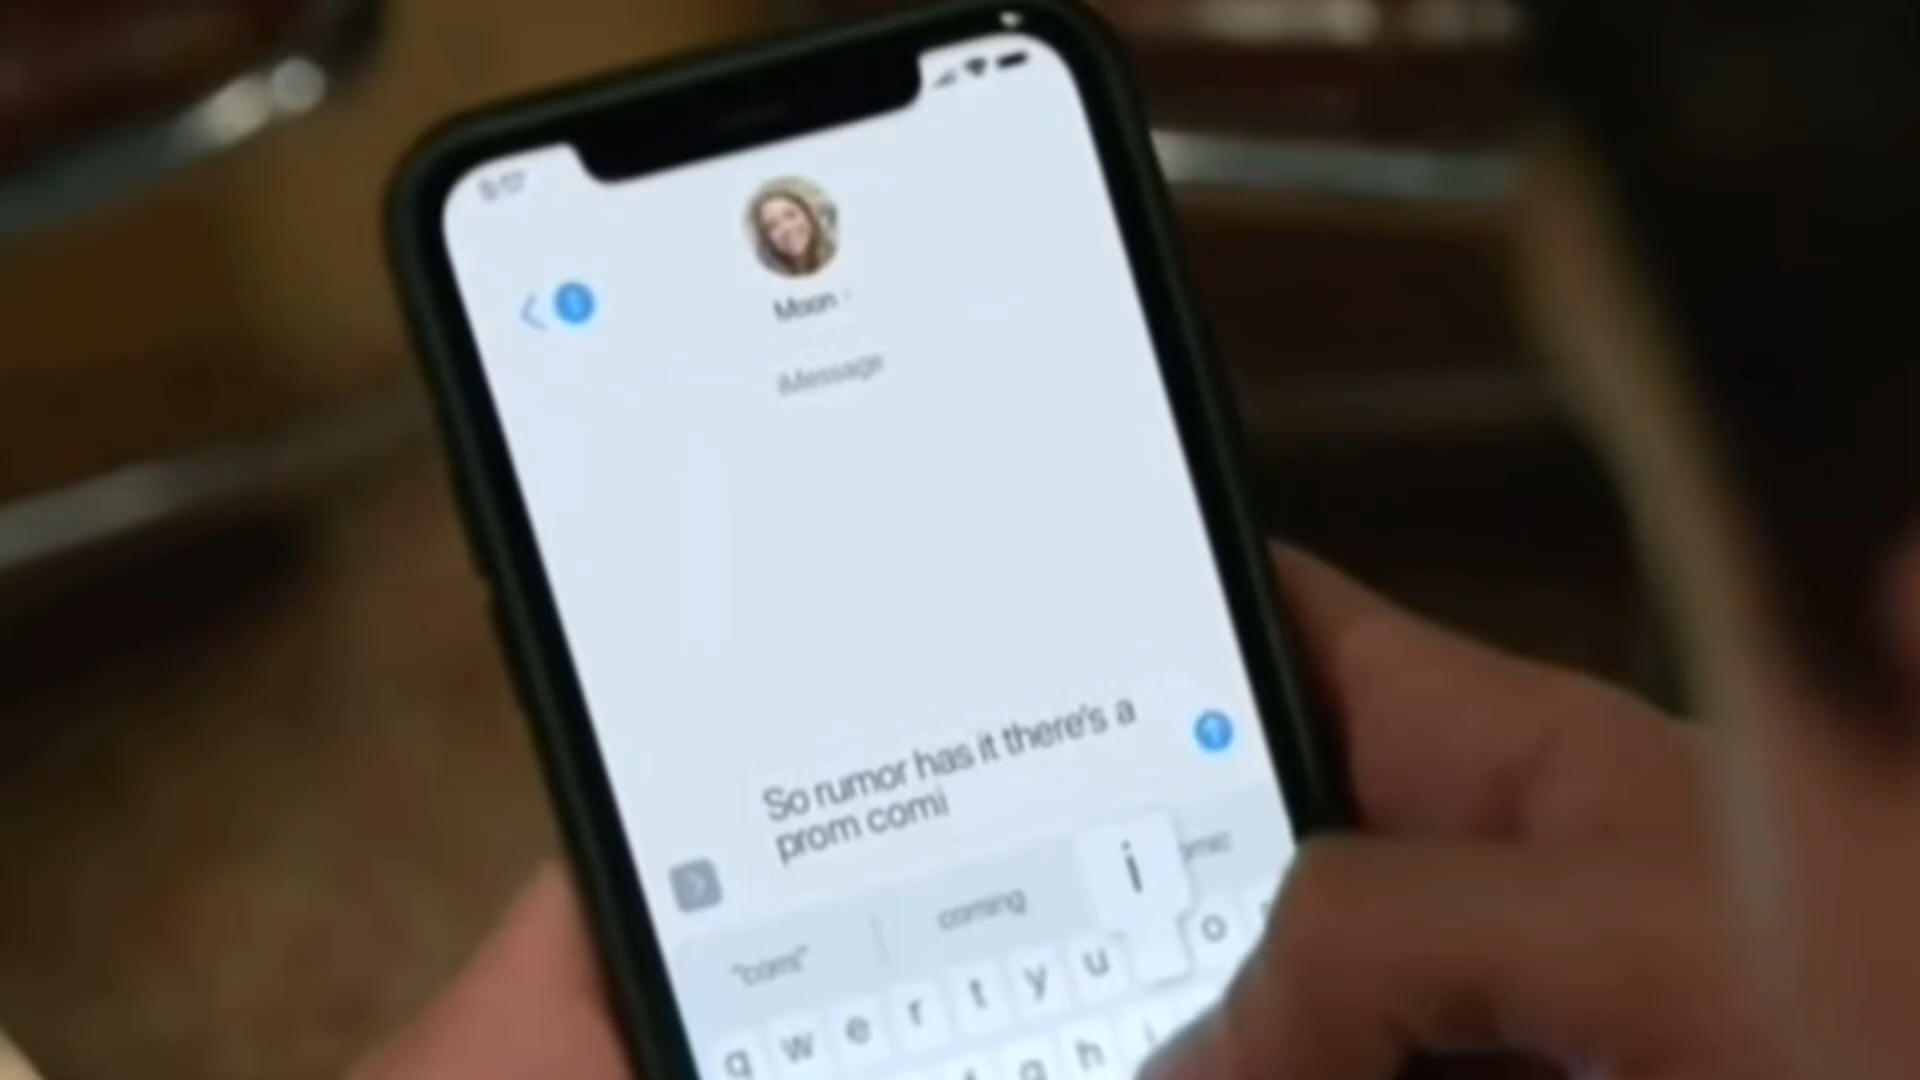 Moon
iMessage
So rumor has it there's a
prom comi
"comi"
coming
i
q w e r t y u o
g h